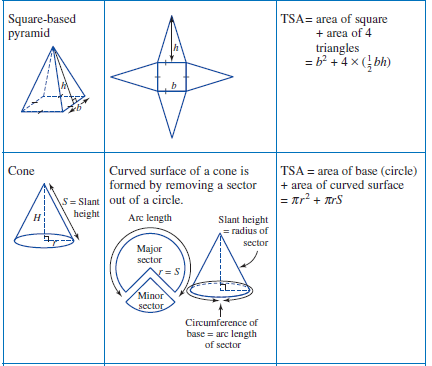 Square-based
pyramid
h
b
h
b
TSA= area of square
+ area of 4
triangles
= b² + 4 × (½ bh)
Cone
S = Slant
height
H
r
Curved surface of a cone is
formed by removing a sector
out of a circle.
Arc length
Major
sector
r = S
Minor
sector
Slant height
= radius of
sector
Circumference of
base = arc length
of sector
TSA = area of base (circle)
+ area of curved surface
= πr² + πrS